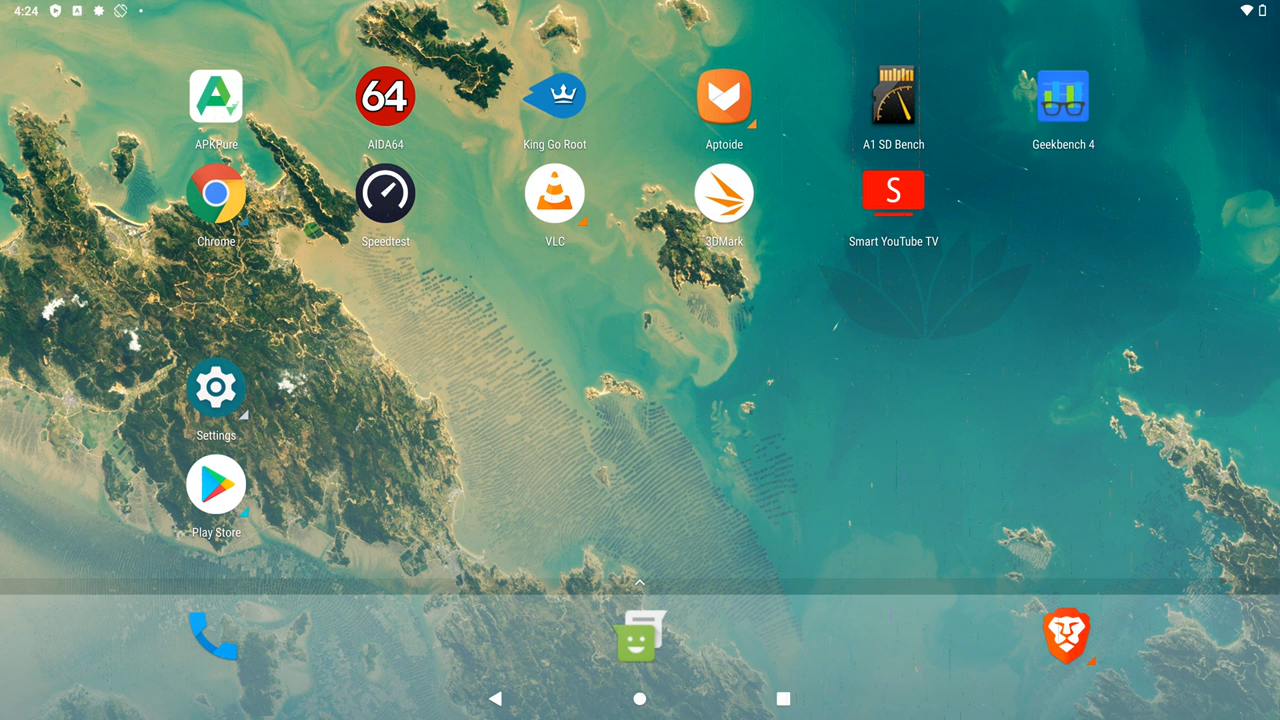 4:24
APKPure
64
AIDA64
King Go Root
Aptoide
A1 SD Bench
Geekbench 4
Chrome
Speedtest
VLC
3DMark
S
Smart YouTube TV
Settings
Play Store